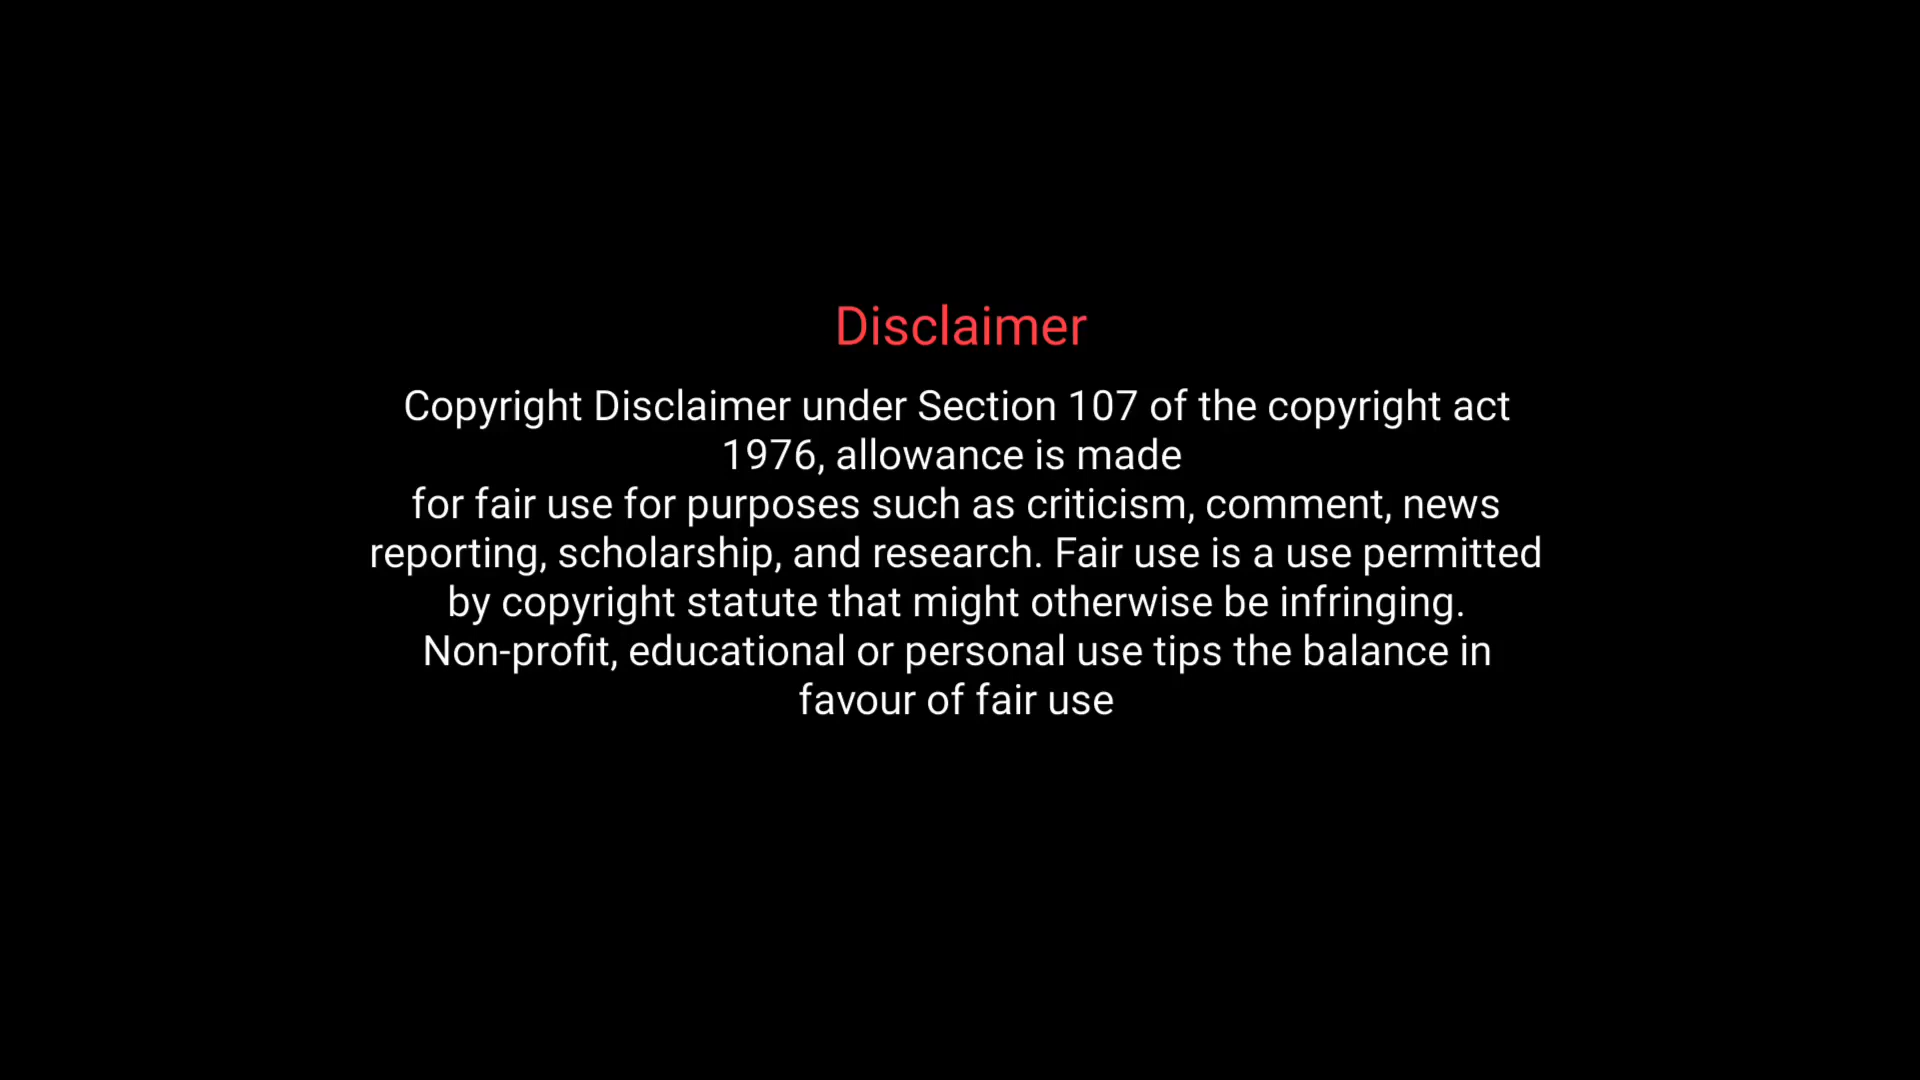 Disclaimer
Copyright Disclaimer under Section 107 of the copyright act
1976, allowance is made
for fair use for purposes such as criticism, comment, news
reporting, scholarship, and research. Fair use is a use permitted
by copyright statute that might otherwise be infringing.
Non-profit, educational or personal use tips the balance in
favour of fair use